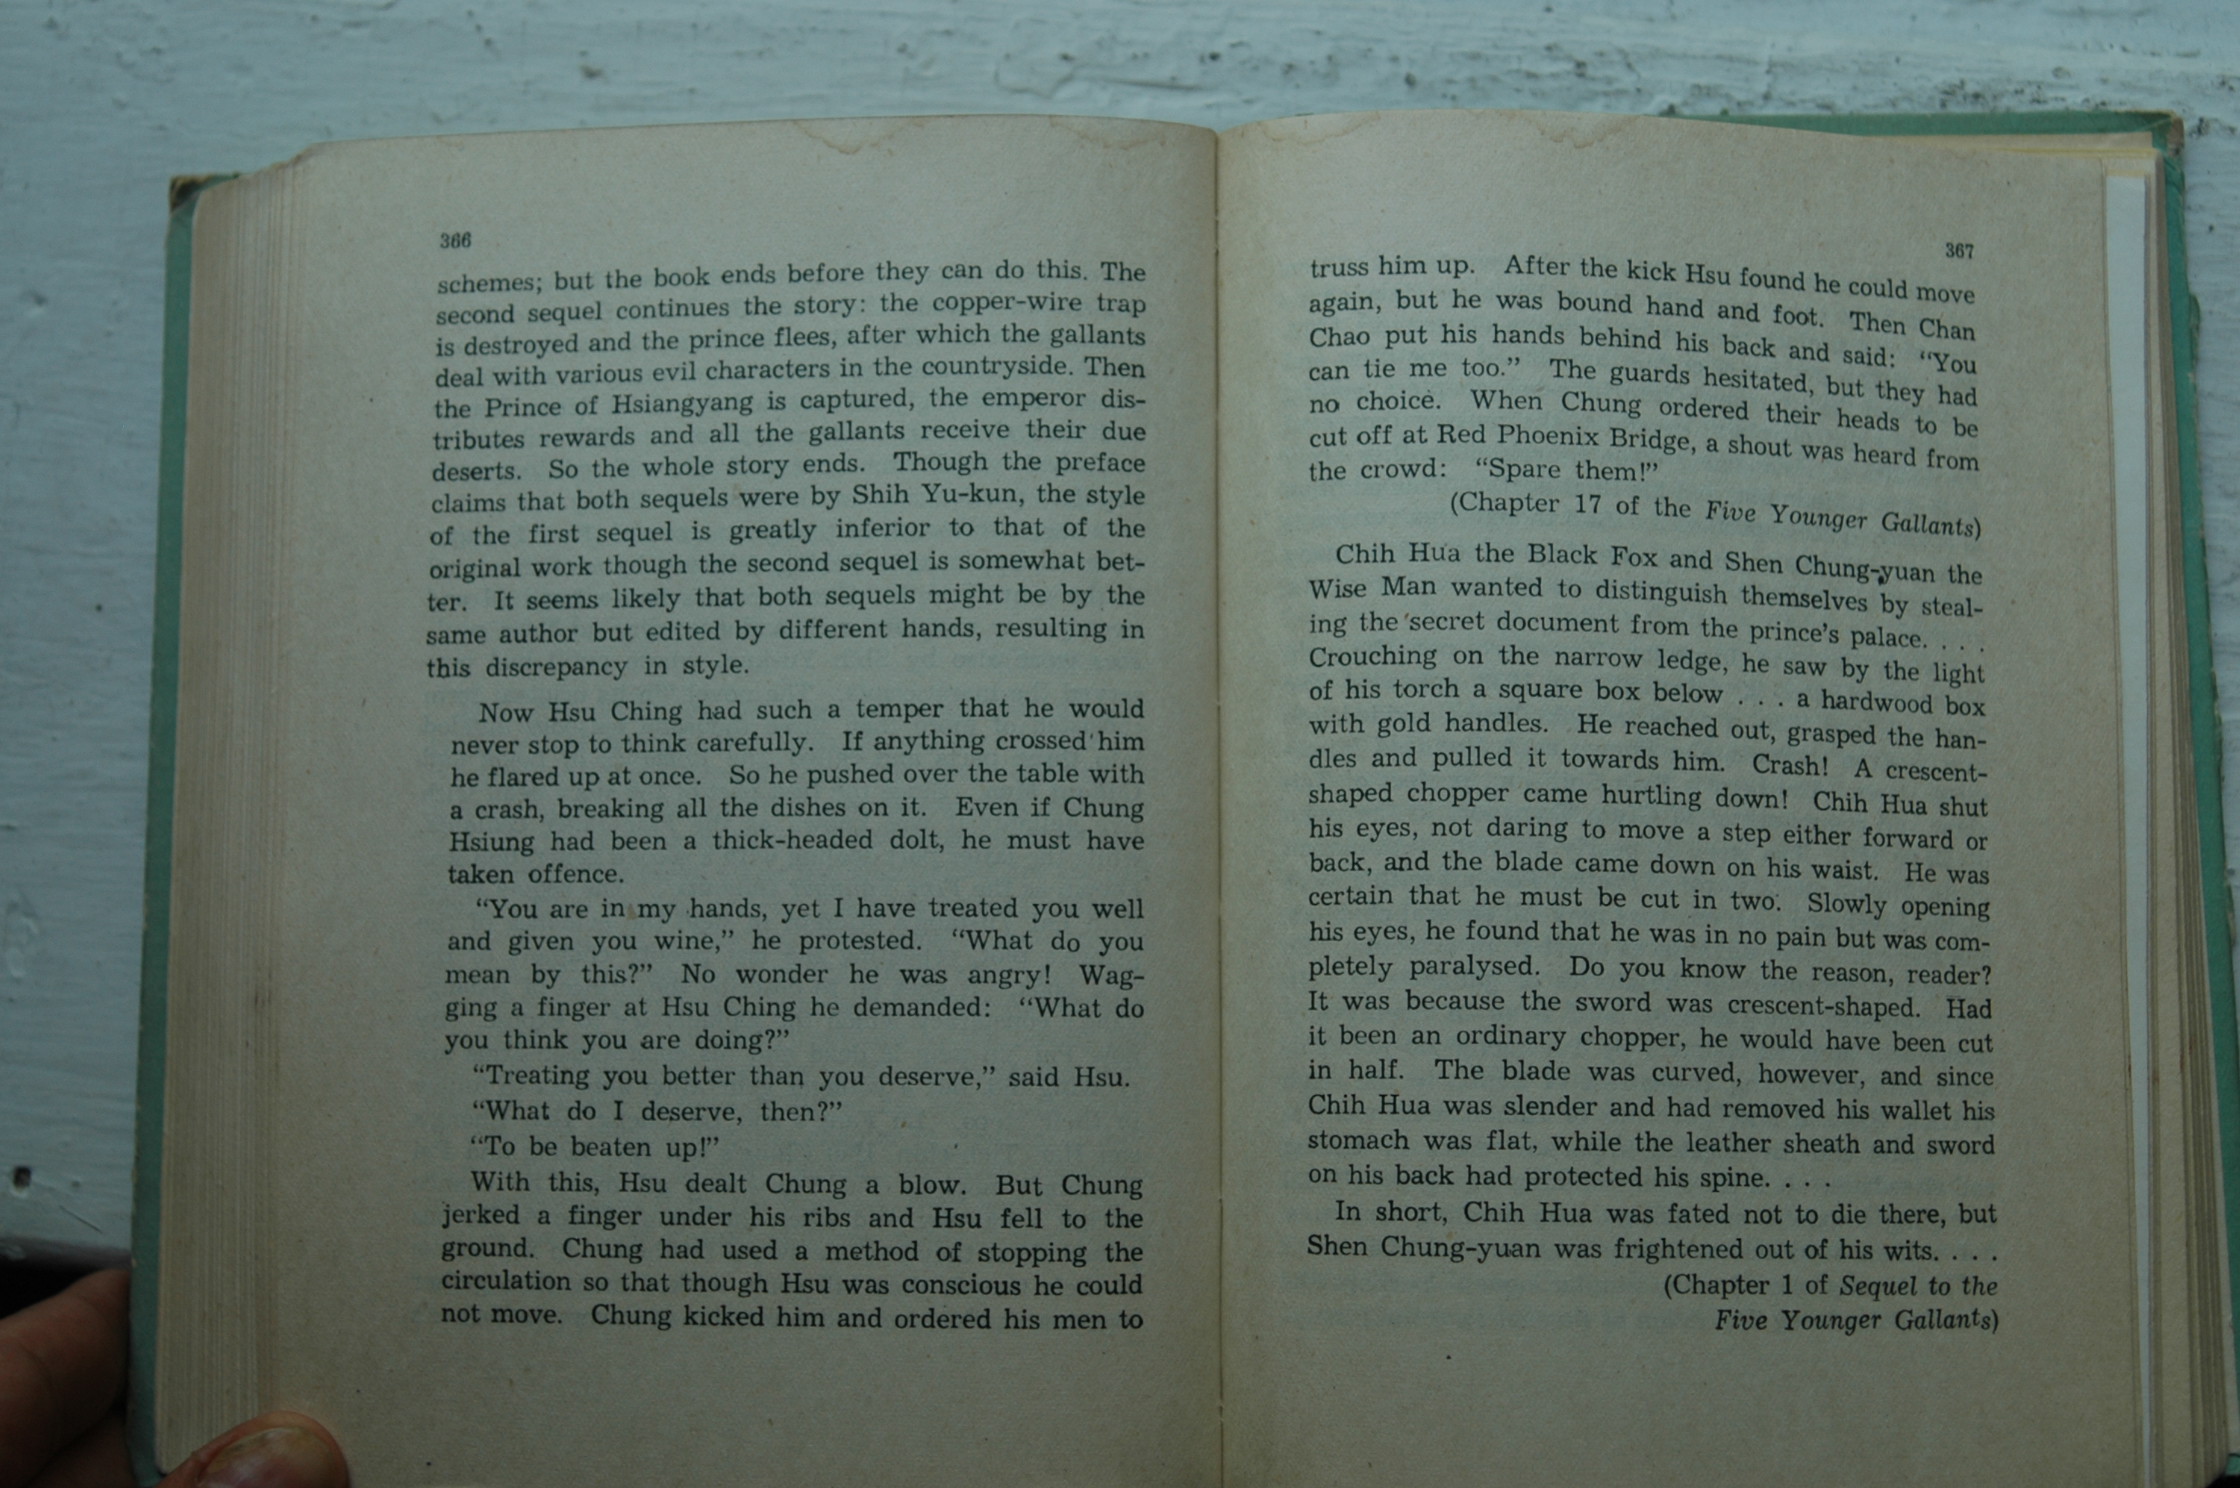 366
schemes; but the book ends before they can do this. The
second sequel continues the story: the copper-wire trap
is destroyed and the prince flees, after which the gallants
deal with various evil characters in the countryside. Then
the Prince of Hsiangyang is captured, the emperor dis-
tributes rewards and all the gallants receive their due
deserts. So the whole story ends. Though the preface
claims that both sequels were by Shih Yu-kun, the style
of the first sequel is greatly inferior to that of the
original work though the second sequel is somewhat bet-
ter. It seems likely that both sequels might be by the
same author but edited by different hands, resulting in
this discrepancy in style.
Now Hsu Ching had such a temper that he would
never stop to think carefully. If anything crossed him
he flared up at once. So he pushed over the table with
a crash, breaking all the dishes on it. Even if Chung
Hsiung had been a thick-headed dolt, he must have
taken offence.
“You are in my hands, yet I have treated you well
and given you wine,” he protested. “What do you
mean by this?” No wonder he was angry! Wag-
ging a finger at Hsu Ching he demanded: “What do
you think you are doing?”
“Treating you better than you deserve,” said Hsu.
“What do I deserve, then?”
“To be beaten up!”
With this, Hsu dealt Chung a blow. But Chung
jerked a finger under his ribs and Hsu fell to the
ground. Chung had used a method of stopping the
circulation so that though Hsu was conscious he could
not move. Chung kicked him and ordered his men to
367
truss him up. After the kick Hsu found he could move
again, but he was bound hand and foot. Then Chan
Chao put his hands behind his back and said: “You
can tie me too.” The guards hesitated, but they had
no choice. When Chung ordered their heads to be
cut off at Red Phoenix Bridge, a shout was heard from
the crowd: “Spare them!”
(Chapter 17 of the Five Younger Gallants)
Chih Hua the Black Fox and Shen Chung-yuan the
Wise Man wanted to distinguish themselves by steal-
ing the secret document from the prince’s palace. . . .
Crouching on the narrow ledge, he saw by the light
of his torch a square box below . . . a hardwood box
with gold handles. He reached out, grasped the han-
dles and pulled it towards him. Crash! A crescent-
shaped chopper came hurtling down! Chih Hua shut
his eyes, not daring to move a step either forward or
back, and the blade came down on his waist. He was
certain that he must be cut in two. Slowly opening
his eyes, he found that he was in no pain but was com-
pletely paralysed. Do you know the reason, reader?
It was because the sword was crescent-shaped. Had
it been an ordinary chopper, he would have been cut
in half. The blade was curved, however, and since
Chih Hua was slender and had removed his wallet his
stomach was flat, while the leather sheath and sword
on his back had protected his spine. . . .
In short, Chih Hua was fated not to die there, but
Shen Chung-yuan was frightened out of his wits. . . .
(Chapter 1 of Sequel to the
Five Younger Gallants)